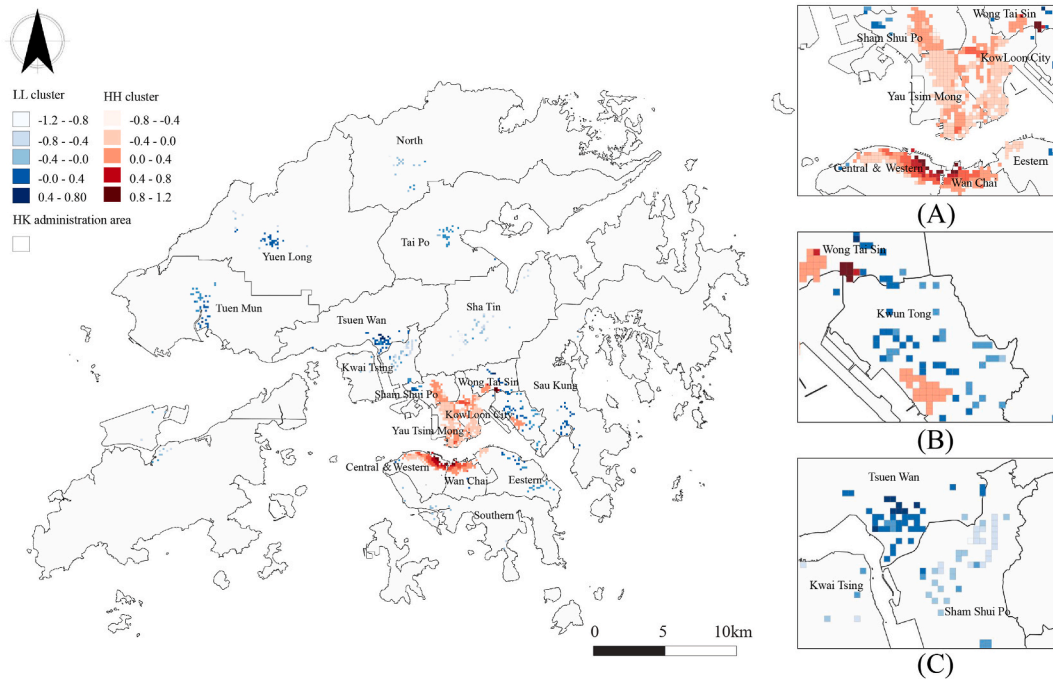 LL cluster
-1.2 - -0.8
-0.8 - -0.4
-0.4 - -0.0
-0.0 - 0.4
0.4 - 0.80
HH cluster
-0.8 - -0.4
-0.4 - 0.0
0.0 - 0.4
0.4 - 0.8
0.8 - 1.2
HK administration area
North
Tai Po
Yuen Long
Tuen Mun
Sha Tin
Tsuen Wan
Kwai Tsing
Sham Shui Po
Wong Tai Sin
Sau Kung
KowLoon City
Yau Tsim Mong
Central & Western
Wan Chai
Eestern
Southern
0 5 10km
Wong Tai Sin
Sham Shui Po
KowLoon City
Yau Tsim Mong
Eestern
Central & Western
Wan Chai
(A)
Wong Tai Sin
Kwun Tong
(B)
Tsuen Wan
Kwai Tsing
Sham Shui Po
(C)